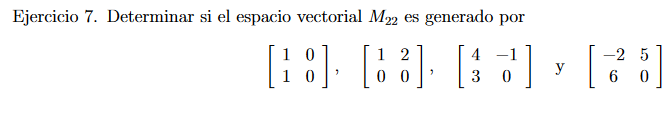 Ejercicio 7. Determinar si el espacio vectorial M₂₂ es generado por
[ 1 0 ] , [ 1 2 ] , [ 4 −1 ] y [ −2 5 ]
[ 1 0 ] [ 0 0 ] [ 3 0 ] [ 6 0 ]